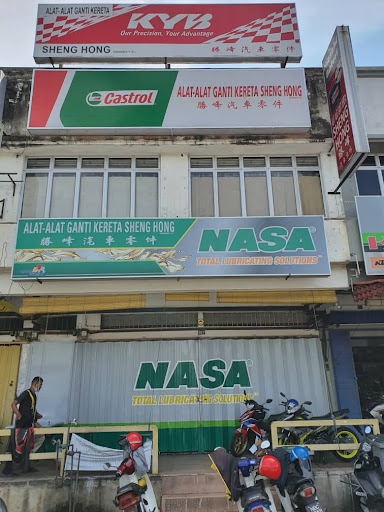 ALAT-ALAT GANTI KERETA
KYB
Our Precision, Your Advantage
SHENG HONG
勝峰汽車零件
Castrol
ALAT-ALAT GANTI KERETA SHENG HONG
勝峰汽車零件
ALAT-ALAT GANTI KERETA SHENG HONG
勝峰汽車零件
NASA
TOTAL LUBRICATING SOLUTIONS
NASA
TOTAL LUBRICATING SOLUTIONS